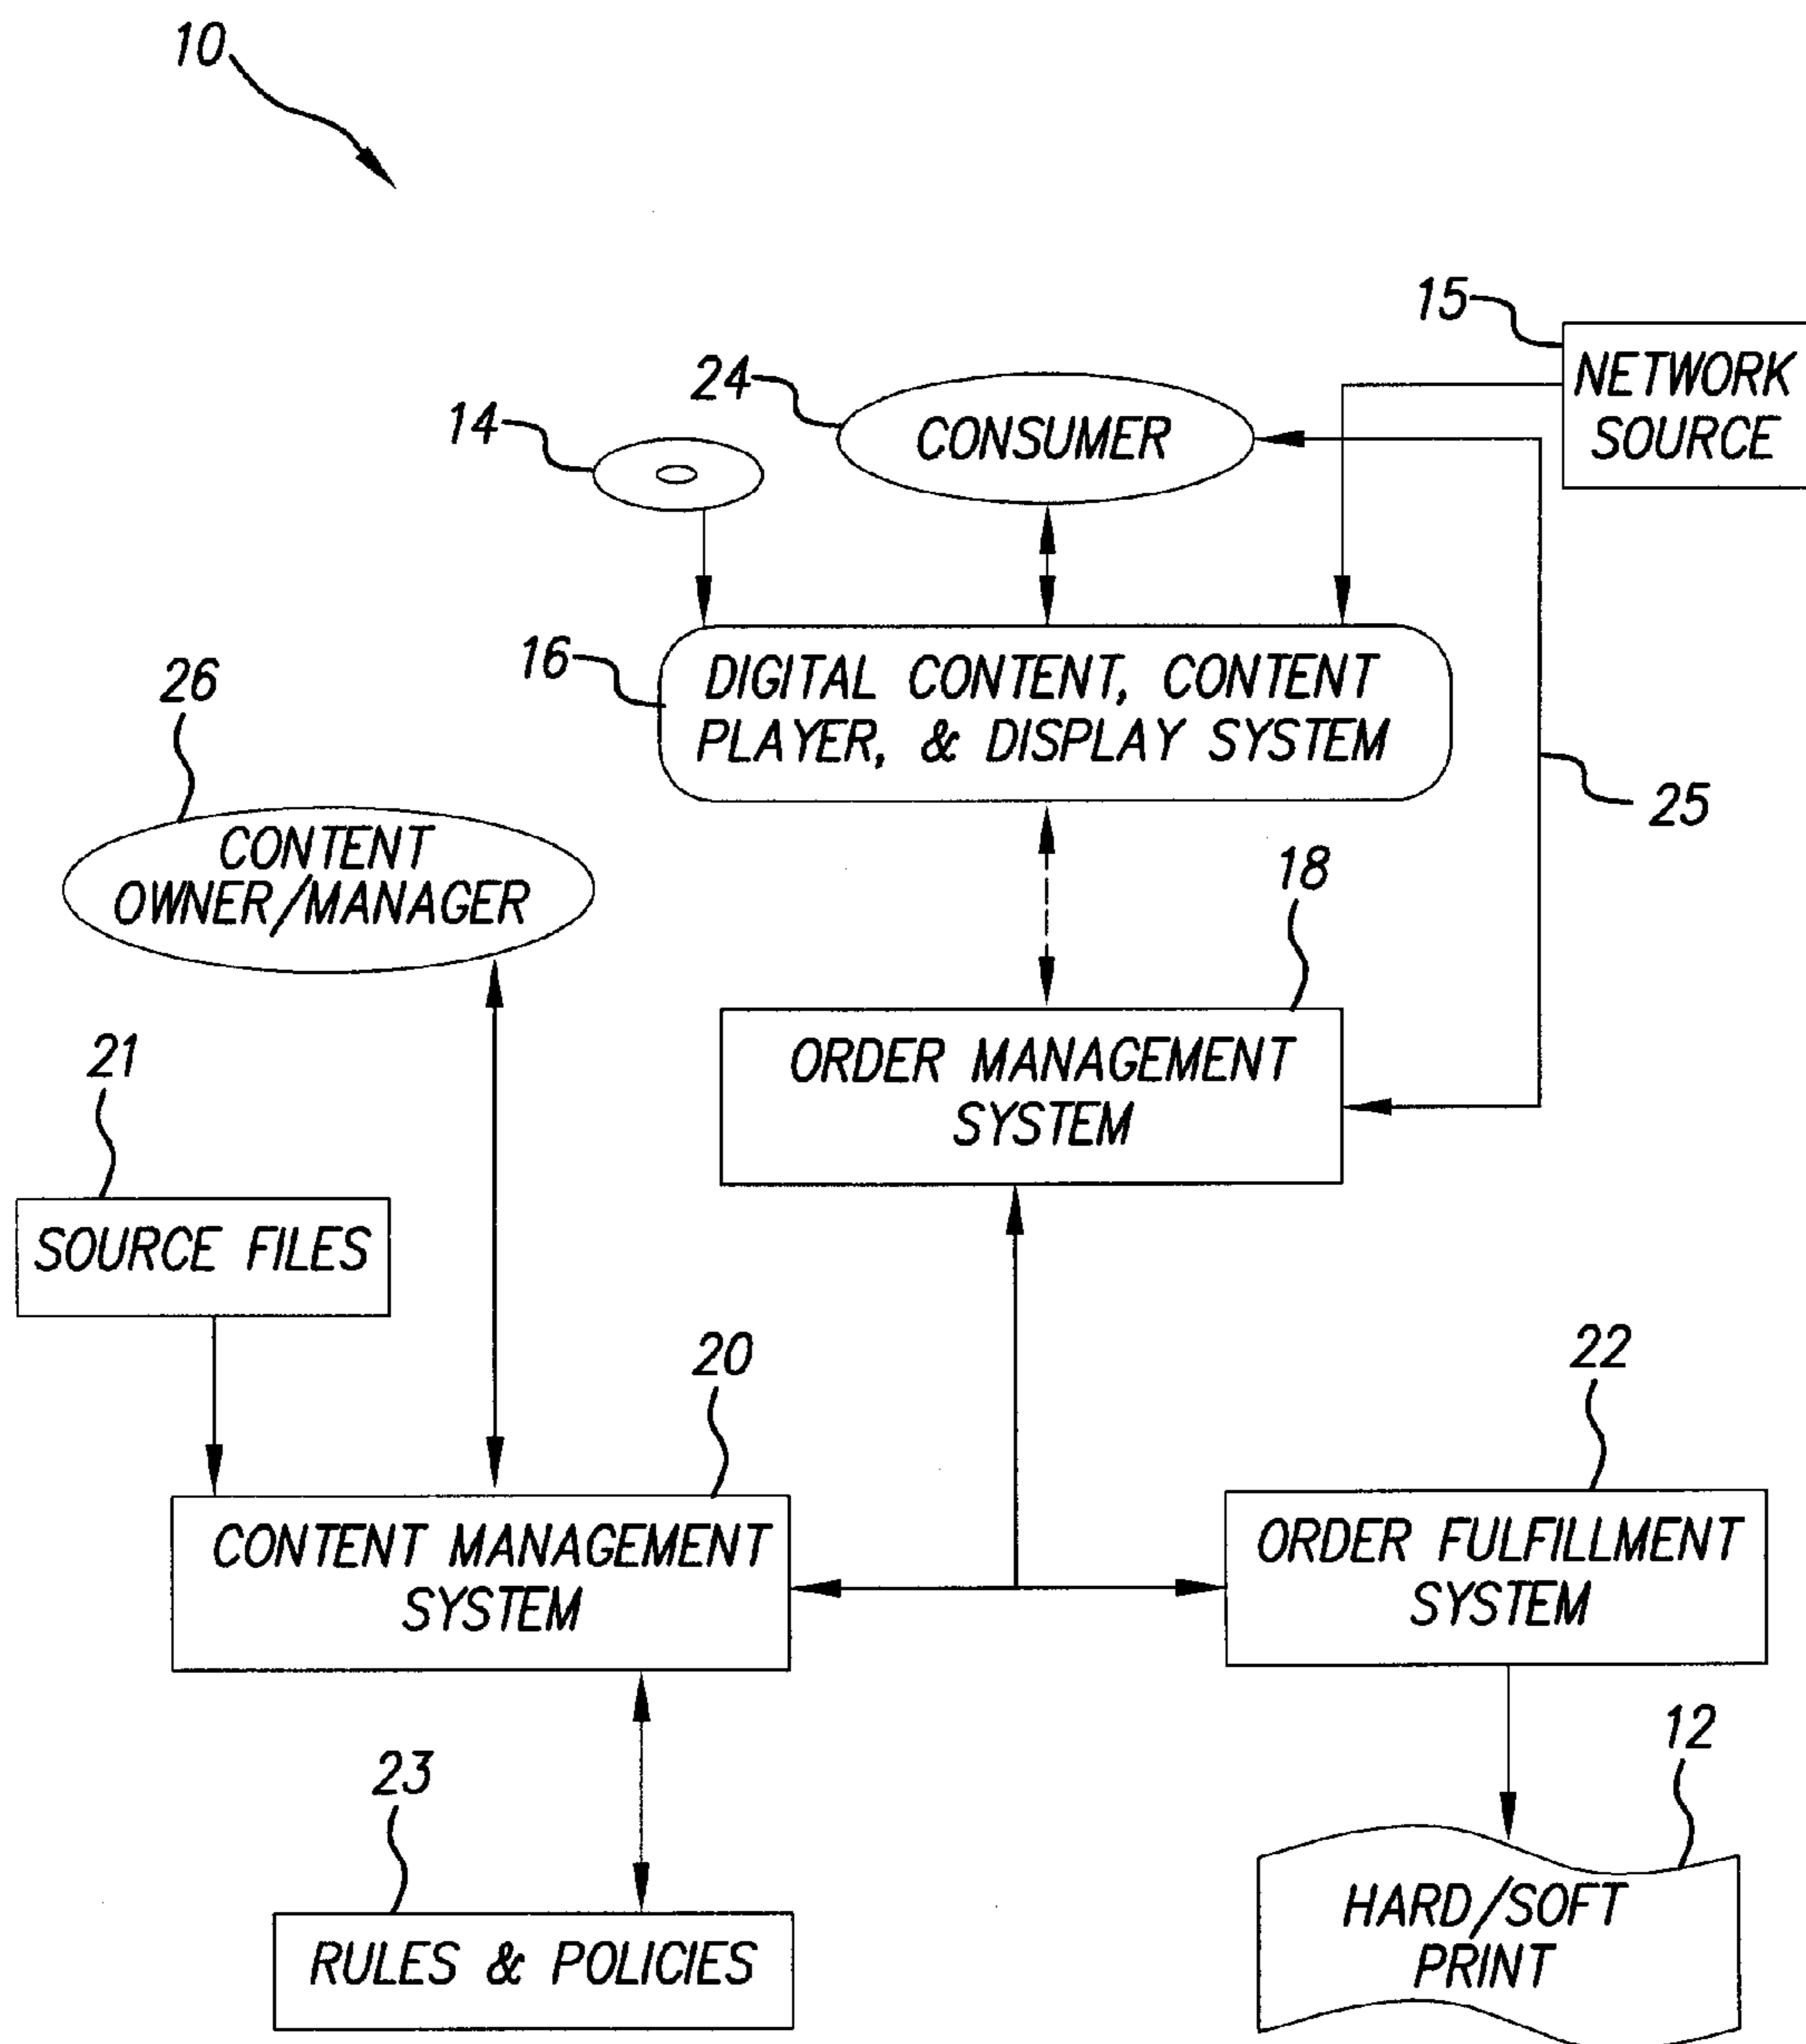 10
15
NETWORK
SOURCE
24
CONSUMER
14
16
DIGITAL CONTENT, CONTENT
PLAYER, & DISPLAY SYSTEM
25
26
CONTENT
OWNER/MANAGER
18
ORDER MANAGEMENT
SYSTEM
21
SOURCE FILES
20
CONTENT MANAGEMENT
SYSTEM
22
ORDER FULFILLMENT
SYSTEM
23
RULES & POLICIES
12
HARD/SOFT
PRINT